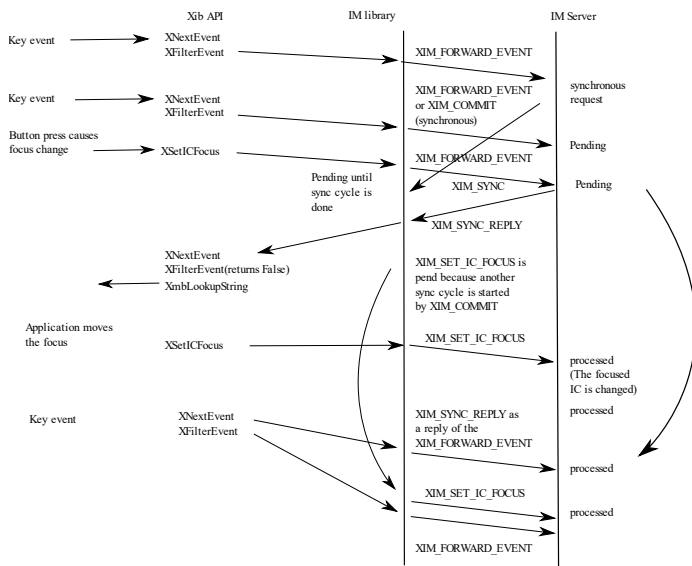 Xib API
IM library
IM Server
Key event
XNextEvent
XFilterEvent
XIM_FORWARD_EVENT
synchronous
request
Key event
XNextEvent
XFilterEvent
XIM_FORWARD_EVENT
or XIM_COMMIT
(synchronous)
Button press causes
focus change
XSetICFocus
Pending
XIM_FORWARD_EVENT
Pending until
sync cycle is
done
XIM_SYNC
Pending
XIM_SYNC_REPLY
XNextEvent
XFilterEvent(returns False)
XmbLookupString
XIM_SET_IC_FOCUS is
pend because another
sync cycle is started
by XIM_COMMIT
Application moves
the focus
XSetICFocus
XIM_SET_IC_FOCUS
processed
(The focused
IC is changed)
Key event
XNextEvent
XFilterEvent
XIM_SYNC_REPLY as
a reply of the
XIM_FORWARD_EVENT
processed
processed
XIM_SET_IC_FOCUS
processed
XIM_FORWARD_EVENT